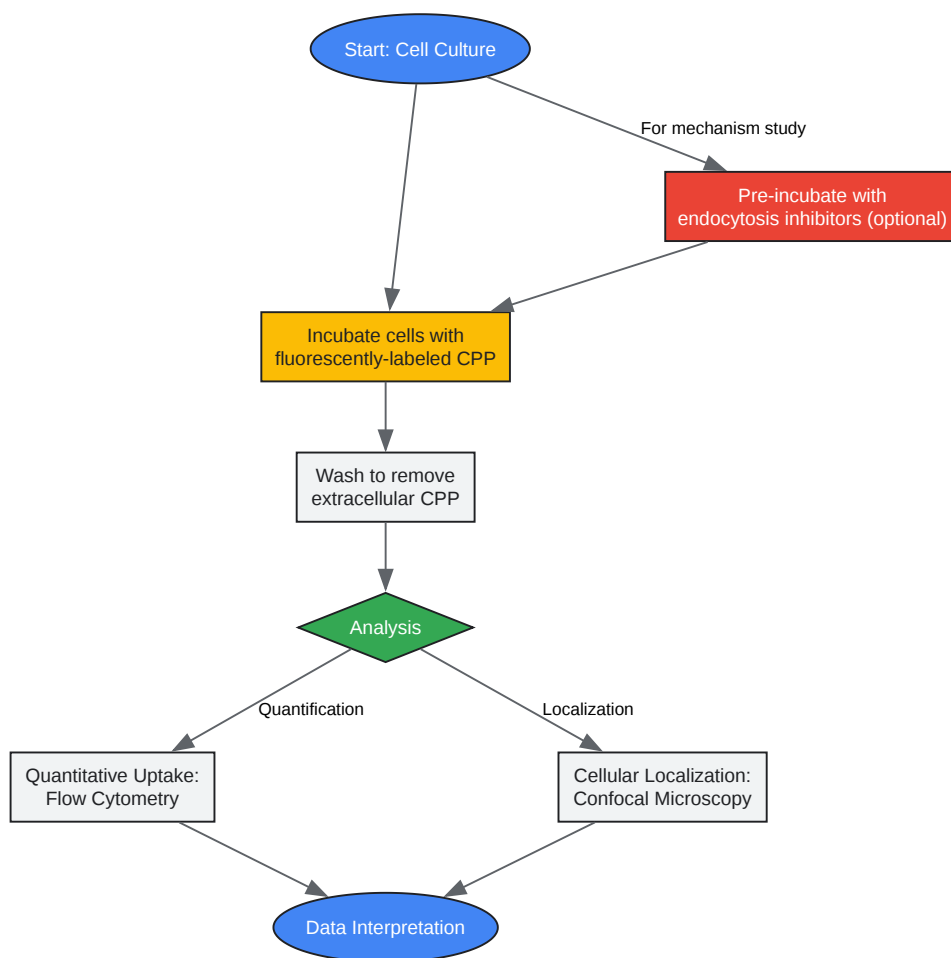 Start: Cell Culture
For mechanism study
Pre-incubate with
endocytosis inhibitors (optional)
Incubate cells with
fluorescently-labeled CPP
Wash to remove
extracellular CPP
Analysis
Quantification
Localization
Quantitative Uptake:
Flow Cytometry
Cellular Localization:
Confocal Microscopy
Data Interpretation